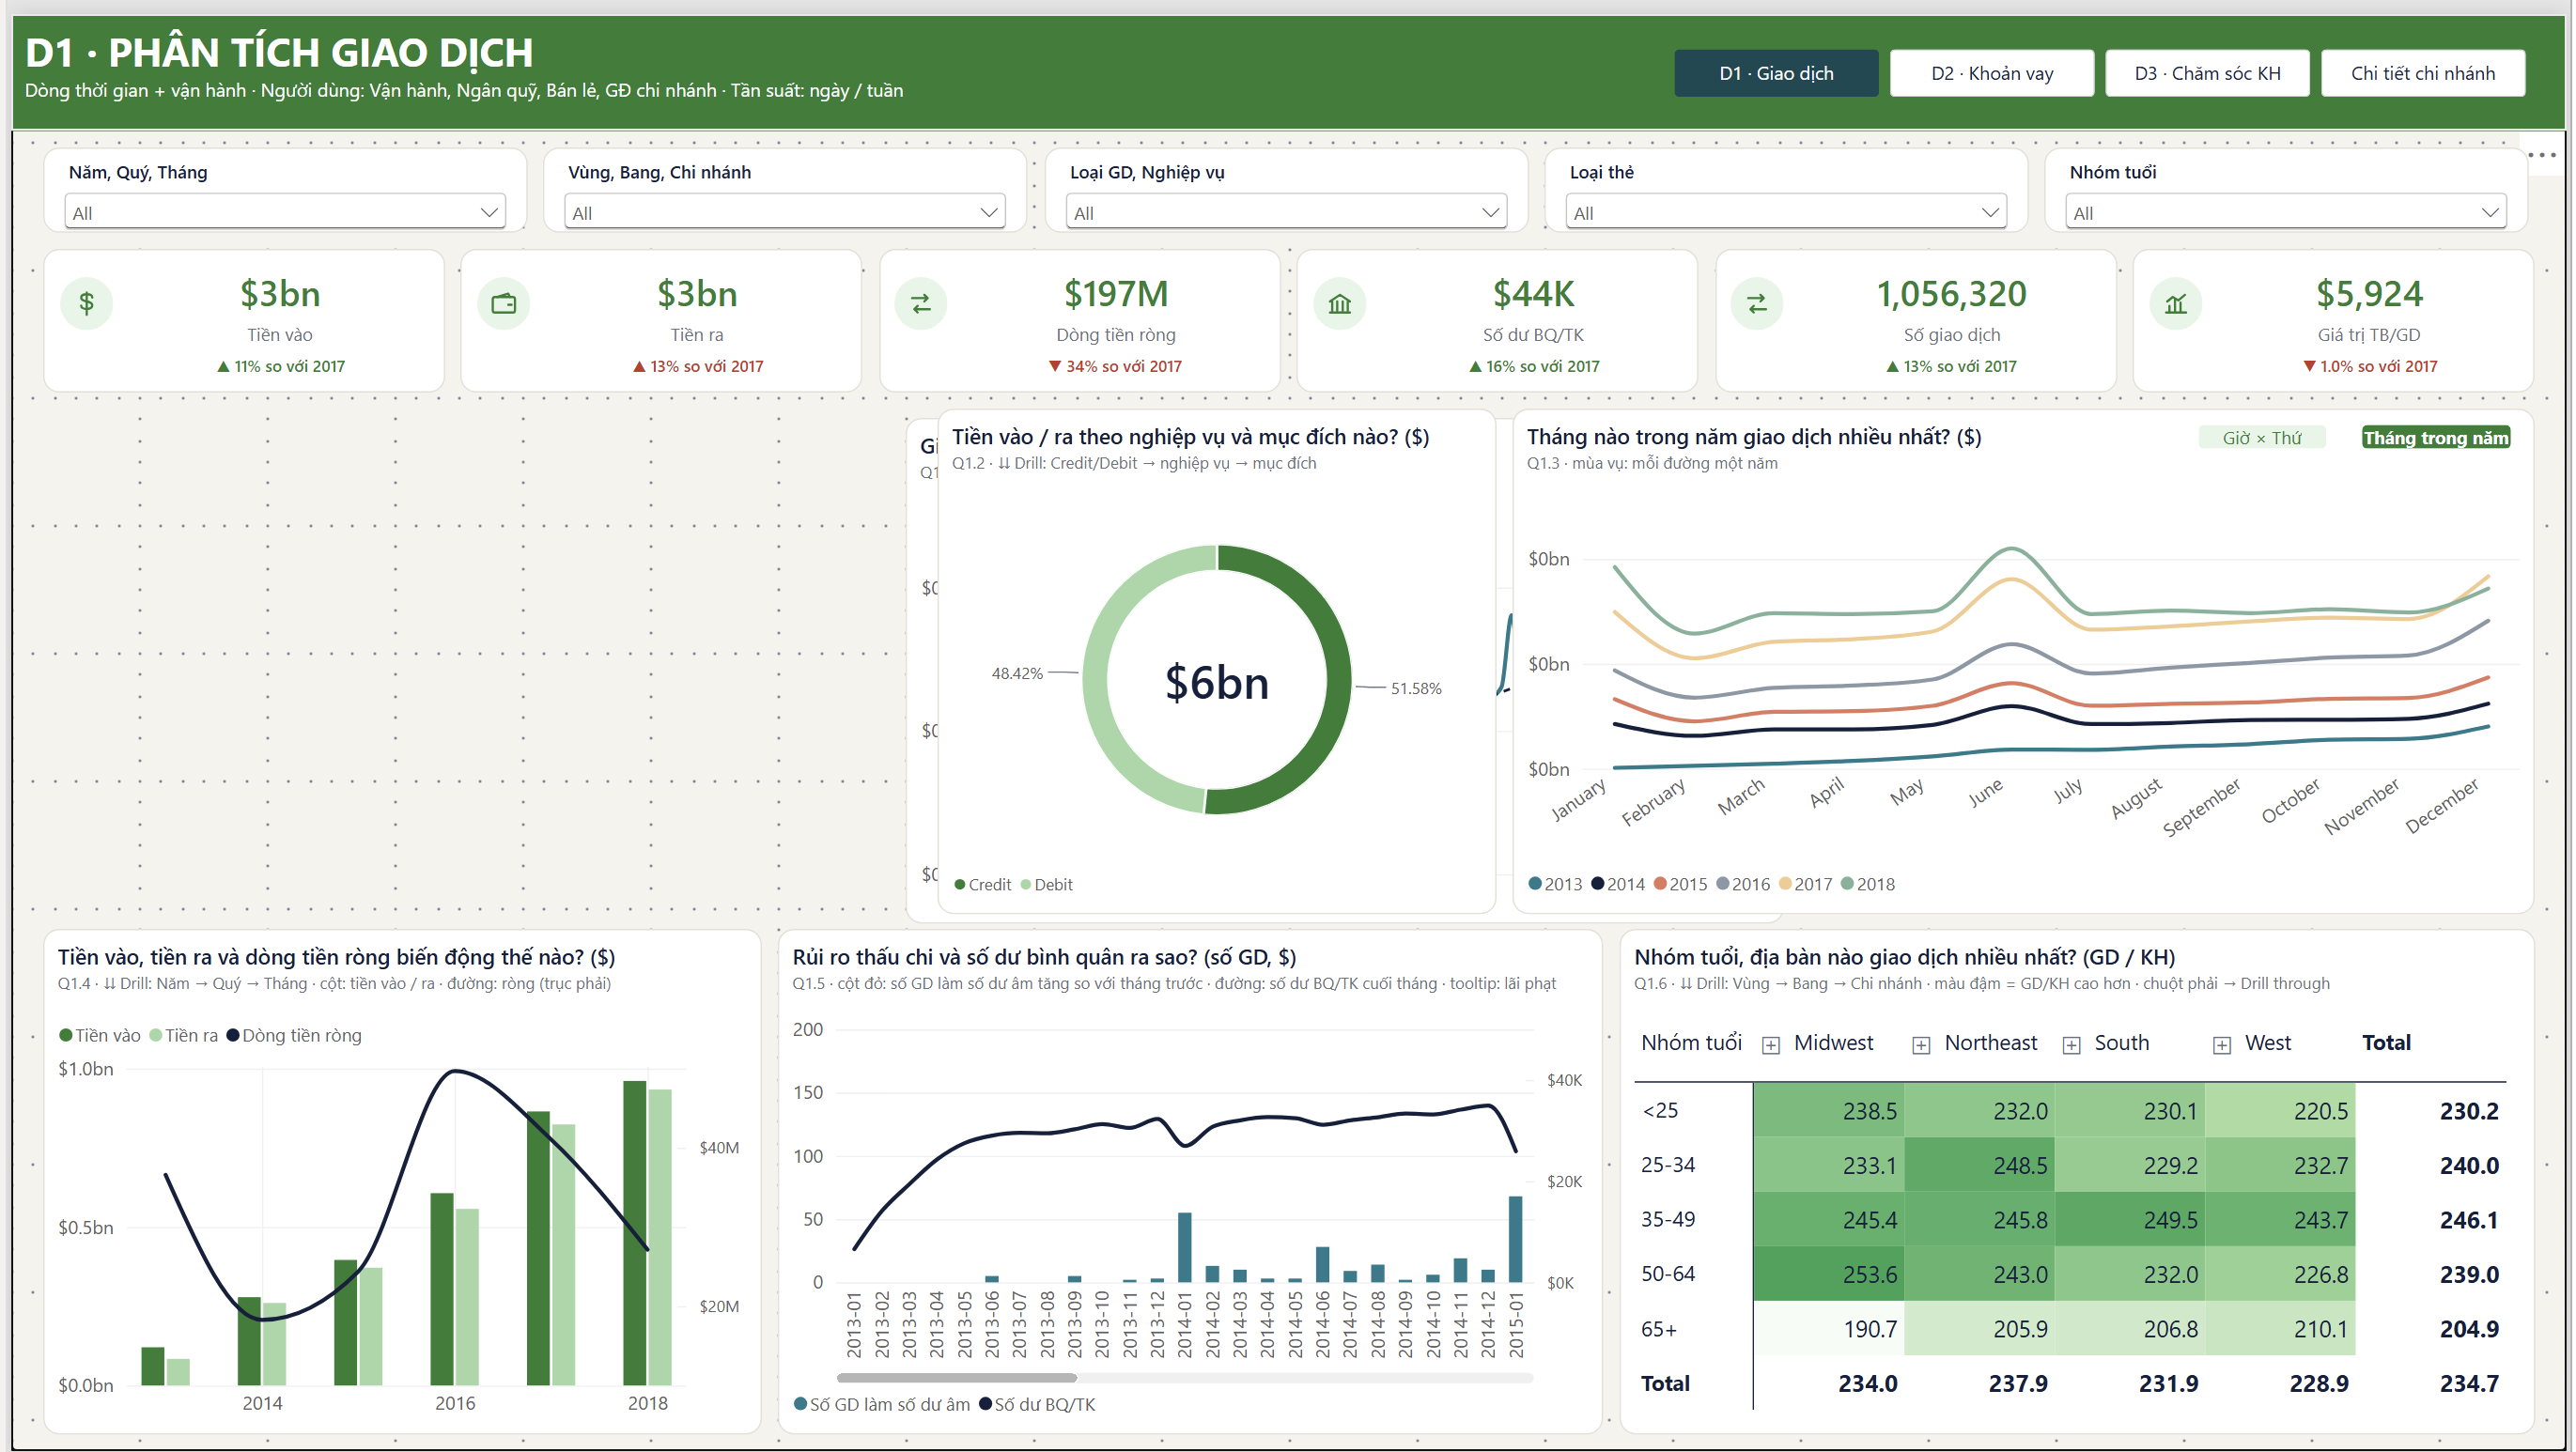 D1 · PHÂN TÍCH GIAO DỊCH
Dòng thời gian + vận hành · Người dùng: Vận hành, Ngân quỹ, Bán lẻ, GĐ chi nhánh · Tần suất: ngày / tuần
D1 · Giao dịch
D2 · Khoản vay
D3 · Chăm sóc KH
Chi tiết chi nhánh
Năm, Quý, Tháng
All
Vùng, Bang, Chi nhánh
All
Loại GD, Nghiệp vụ
All
Loại thẻ
All
Nhóm tuổi
All
$3bn
Tiền vào
▲ 11% so với 2017
$3bn
Tiền ra
▲ 13% so với 2017
$197M
Dòng tiền ròng
▼ 34% so với 2017
$44K
Số dư BQ/TK
▲ 16% so với 2017
1,056,320
Số giao dịch
▲ 13% so với 2017
$5,924
Giá trị TB/GD
▼ 1.0% so với 2017
Tiền vào / ra theo nghiệp vụ và mục đích nào? ($)
Q1.2 · ⇊ Drill: Credit/Debit → nghiệp vụ → mục đích
48.42%
$6bn
51.58%
Credit Debit
Tháng nào trong năm giao dịch nhiều nhất? ($)
Q1.3 · mùa vụ: mỗi đường một năm
Giờ × Thứ
Tháng trong năm
$0bn
$0bn
$0bn
January February March April May June July August September October November December
2013 2014 2015 2016 2017 2018
Tiền vào, tiền ra và dòng tiền ròng biến động thế nào? ($)
Q1.4 · ⇊ Drill: Năm → Quý → Tháng · cột: tiền vào / ra · đường: ròng (trục phải)
Tiền vào Tiền ra Dòng tiền ròng
$1.0bn
$0.5bn
$0.0bn
$40M
$20M
2014 2016 2018
Rủi ro thấu chi và số dư bình quân ra sao? (số GD, $)
Q1.5 · cột đỏ: số GD làm số dư âm tăng so với tháng trước · đường: số dư BQ/TK cuối tháng · tooltip: lãi phạt
200
150
100
50
0
$40K
$20K
$0K
2013-01 2013-02 2013-03 2013-04 2013-05 2013-06 2013-07 2013-08 2013-09 2013-10 2013-11 2013-12 2014-01 2014-02 2014-03 2014-04 2014-05 2014-06 2014-07 2014-08 2014-09 2014-10 2014-11 2014-12 2015-01
Số GD làm số dư âm Số dư BQ/TK
Nhóm tuổi, địa bàn nào giao dịch nhiều nhất? (GD / KH)
Q1.6 · ⇊ Drill: Vùng → Bang → Chi nhánh · màu đậm = GD/KH cao hơn · chuột phải → Drill through
Nhóm tuổi Midwest Northeast South West Total
<25 238.5 232.0 230.1 220.5 230.2
25-34 233.1 248.5 229.2 232.7 240.0
35-49 245.4 245.8 249.5 243.7 246.1
50-64 253.6 243.0 232.0 226.8 239.0
65+ 190.7 205.9 206.8 210.1 204.9
Total 234.0 237.9 231.9 228.9 234.7